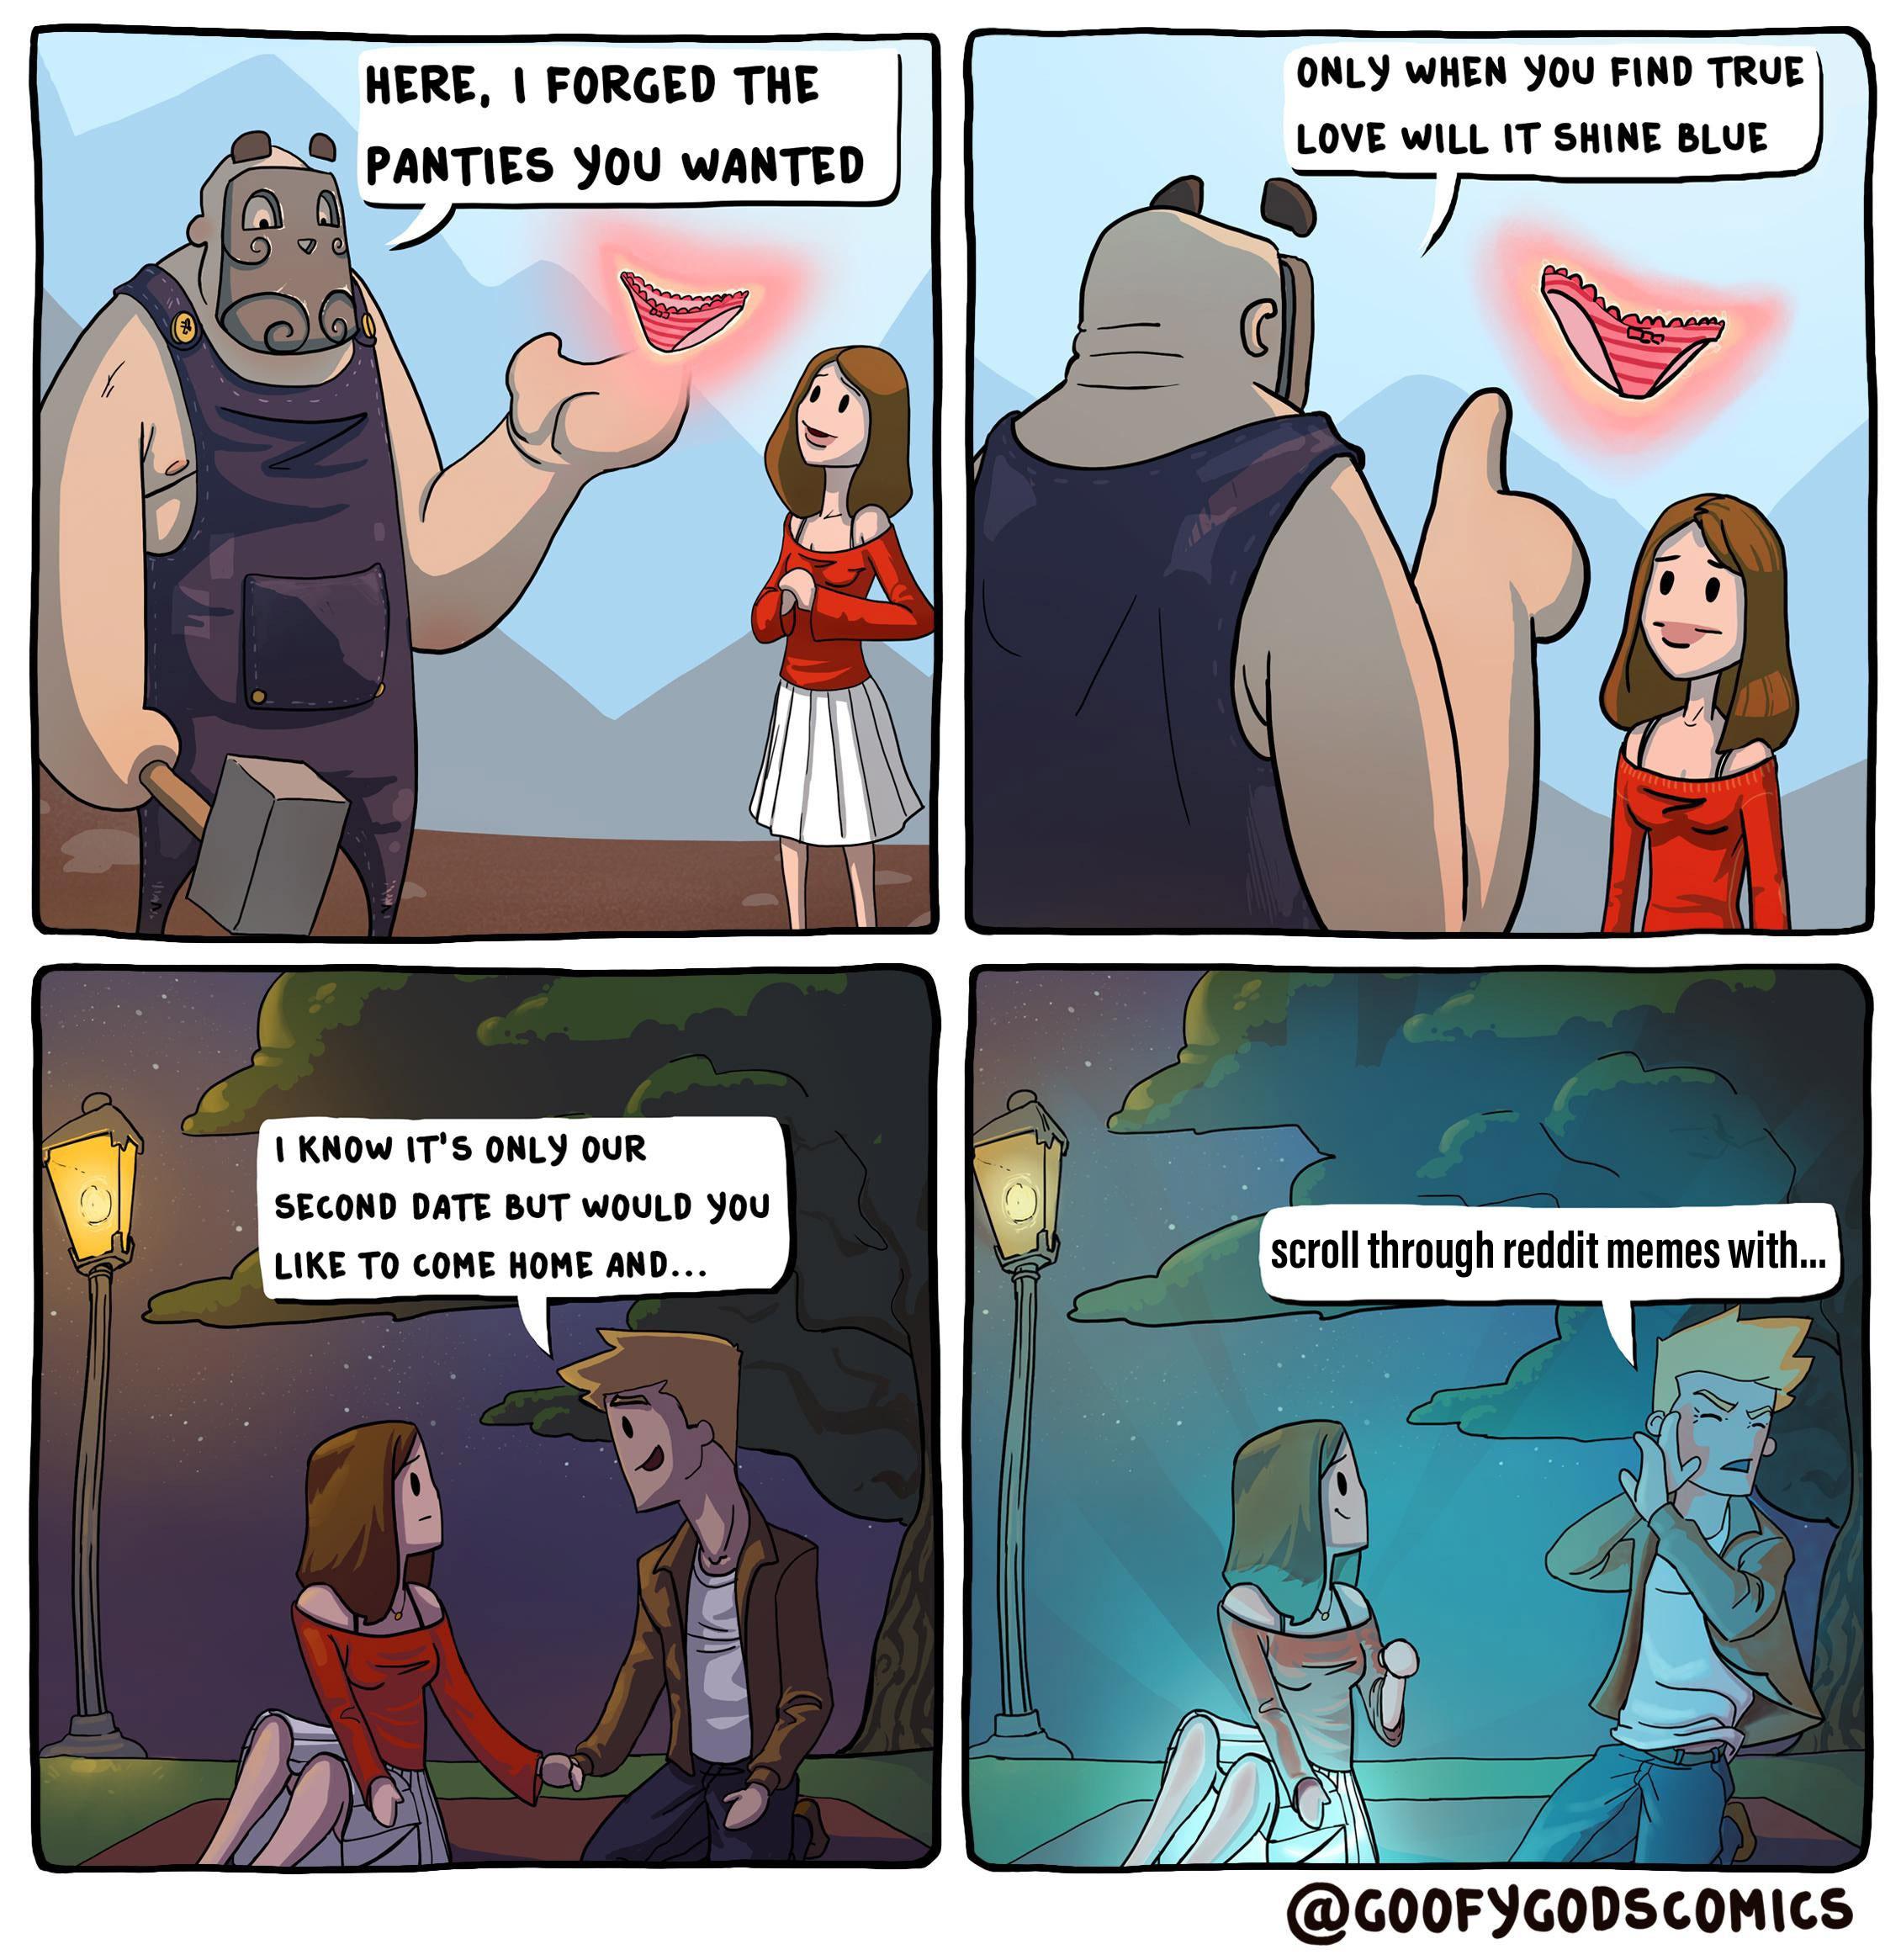 HERE, I FORGED THE
PANTIES YOU WANTED
ONLY WHEN YOU FIND TRUE
LOVE WILL IT SHINE BLUE
I KNOW IT'S ONLY OUR
SECOND DATE BUT WOULD YOU
LIKE TO COME HOME AND...
scroll through reddit memes with...
@GOOFYGODSCOMICS